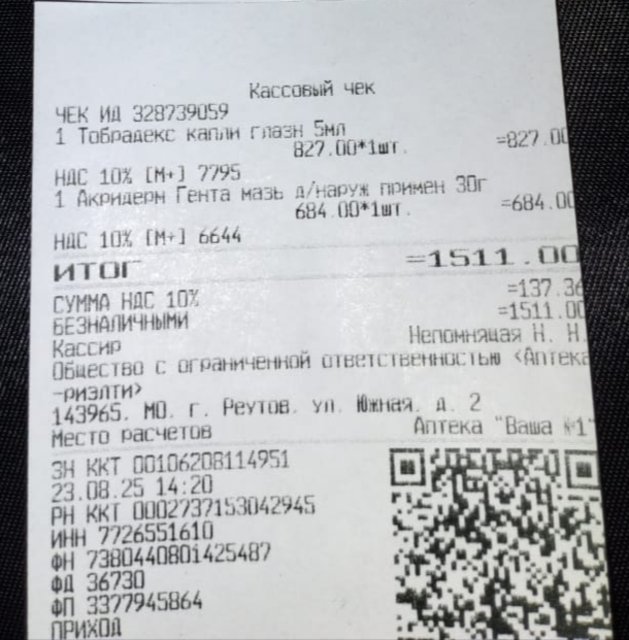 Кассовый чек
ЧЕК ИД 328739059
1 Тобрадекс капли глазн 5мл
827.00*1шт. =827.00
НДС 10% [М+] 7795
1 Акридерм Гента мазь д/наруж примен 30г
684.00*1шт. =684.00
НДС 10% [М+] 6644
ИТОГ =1511.00
СУММА НДС 10% =137.36
БЕЗНАЛИЧНЫМИ =1511.00
Кассир Непомнящая Н. Н.
Общество с ограниченной ответственностью <Аптека
-риэлти>
143965, МО, г. Реутов, ул. Южная, д. 2
Место расчетов Аптека "Ваша №1"
ЗН ККТ 00106208114951
23.08.25 14:20
РН ККТ 0002737153042945
ИНН 7726551610
ФН 7380440801425487
ФД 36730
ФП 3377945864
ПРИХОД